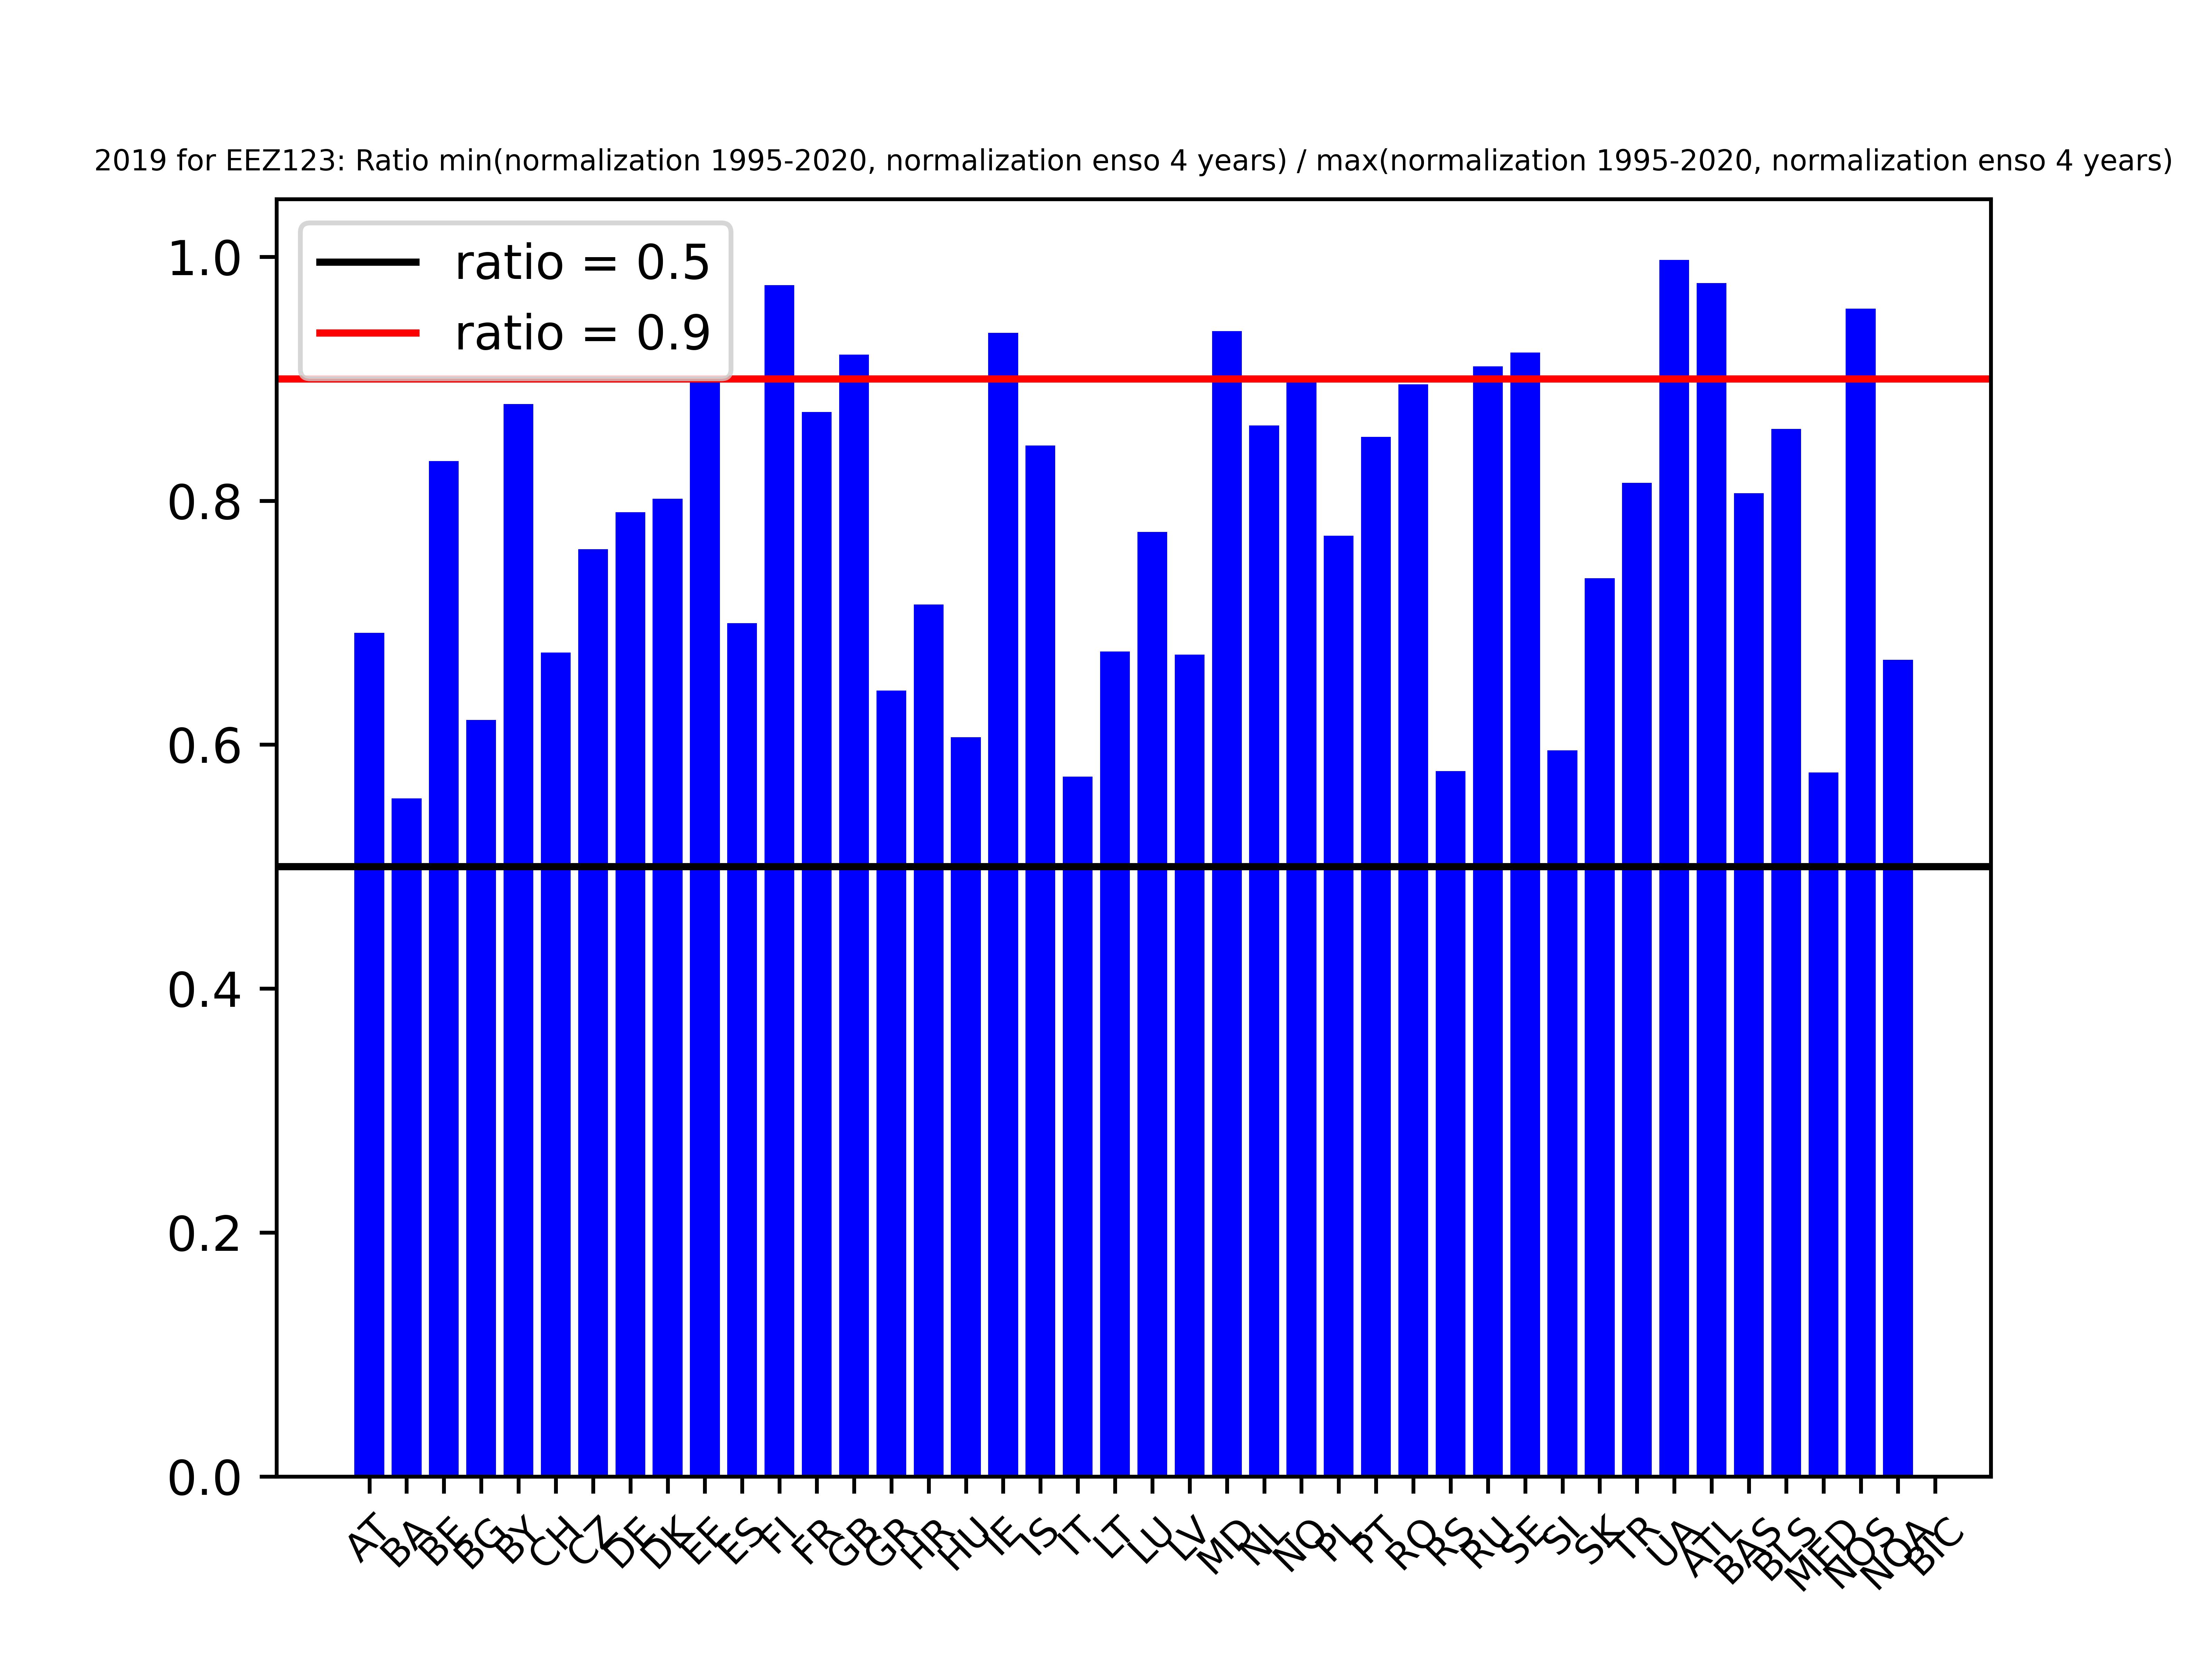 2019 for EEZ123: Ratio min(normalization 1995-2020, normalization enso 4 years) / max(normalization 1995-2020, normalization enso 4 years)
ratio = 0.5
ratio = 0.9
1.0
0.8
0.6
0.4
0.2
0.0
AT BA BE BG BY CH CZ DE DK EE ES FI FR GB GR HR HU IE IS IT LT LU LV MD NL NO PL PT RO RS RU SE SI SK TR UA ATL BAS BLS MED NOS NOA BIC